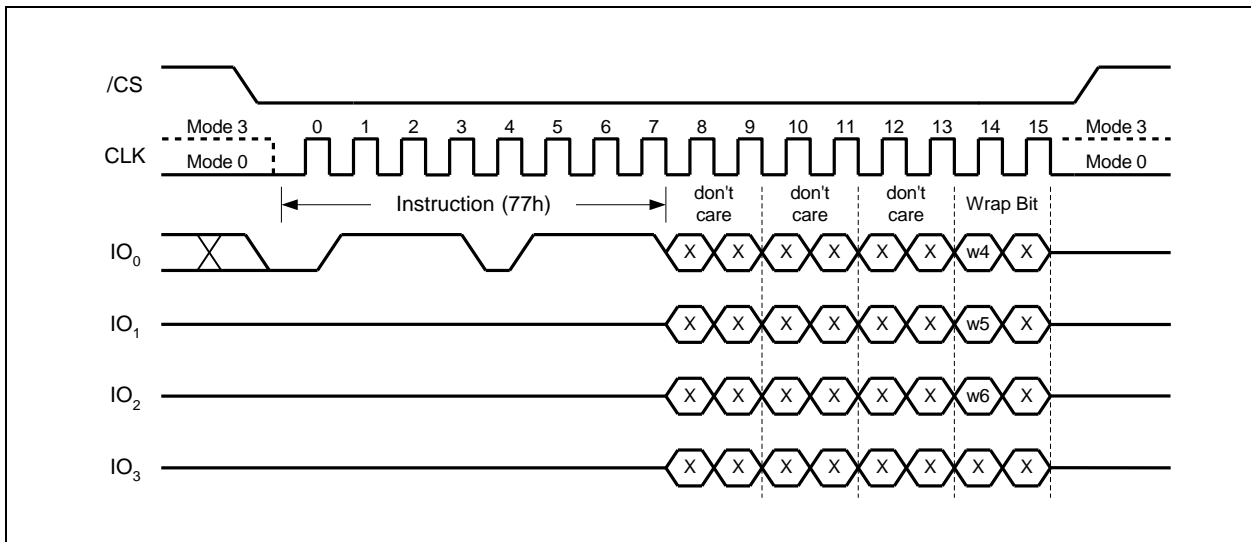 /CS
Mode 3 0 1 2 3 4 5 6 7 8 9 10 11 12 13 14 15 Mode 3
CLK Mode 0 Mode 0
Instruction (77h) don't care don't care don't care Wrap Bit
IO0 X X X X X X w4 X
IO1 X X X X X X w5 X
IO2 X X X X X X w6 X
IO3 X X X X X X X X